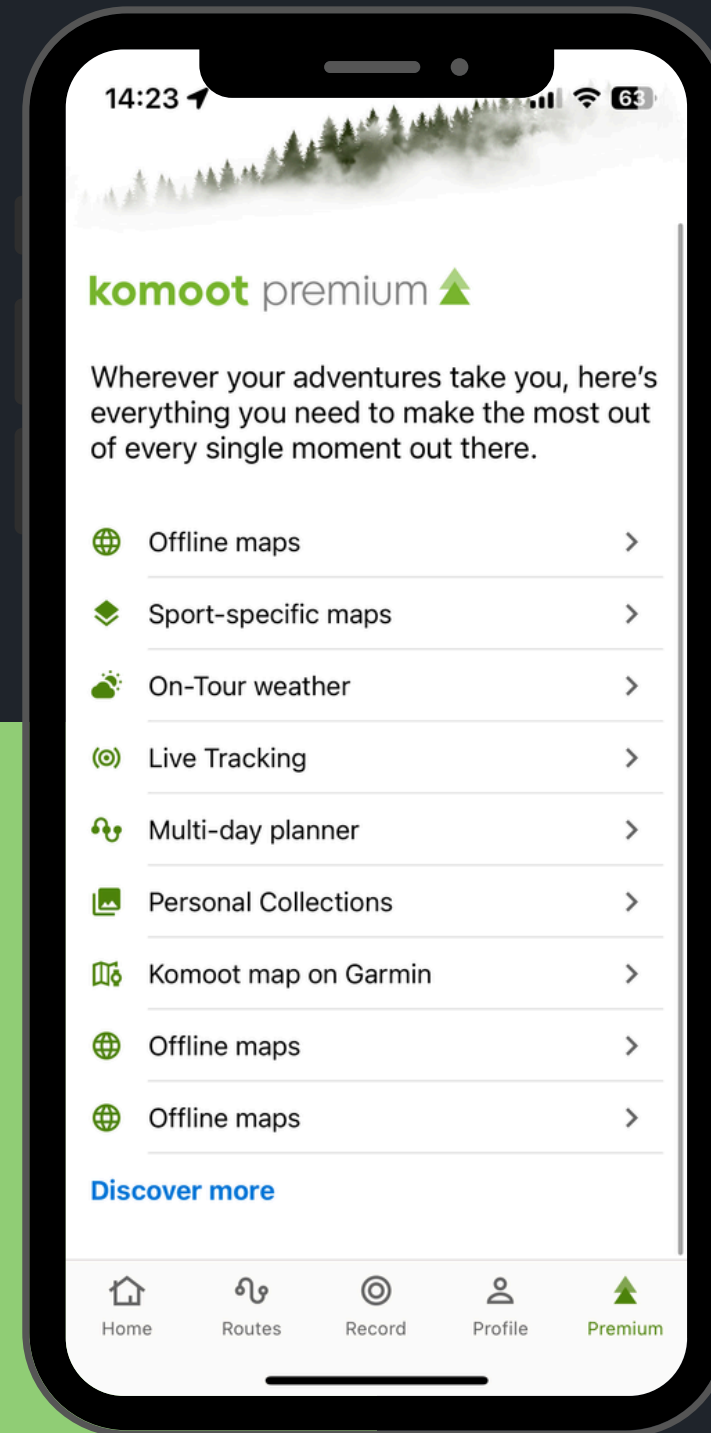 14:23
63
komoot premium
Wherever your adventures take you, here's
everything you need to make the most out
of every single moment out there.
Offline maps
Sport-specific maps
On-Tour weather
Live Tracking
Multi-day planner
Personal Collections
Komoot map on Garmin
Offline maps
Offline maps
Discover more
Home Routes Record Profile Premium